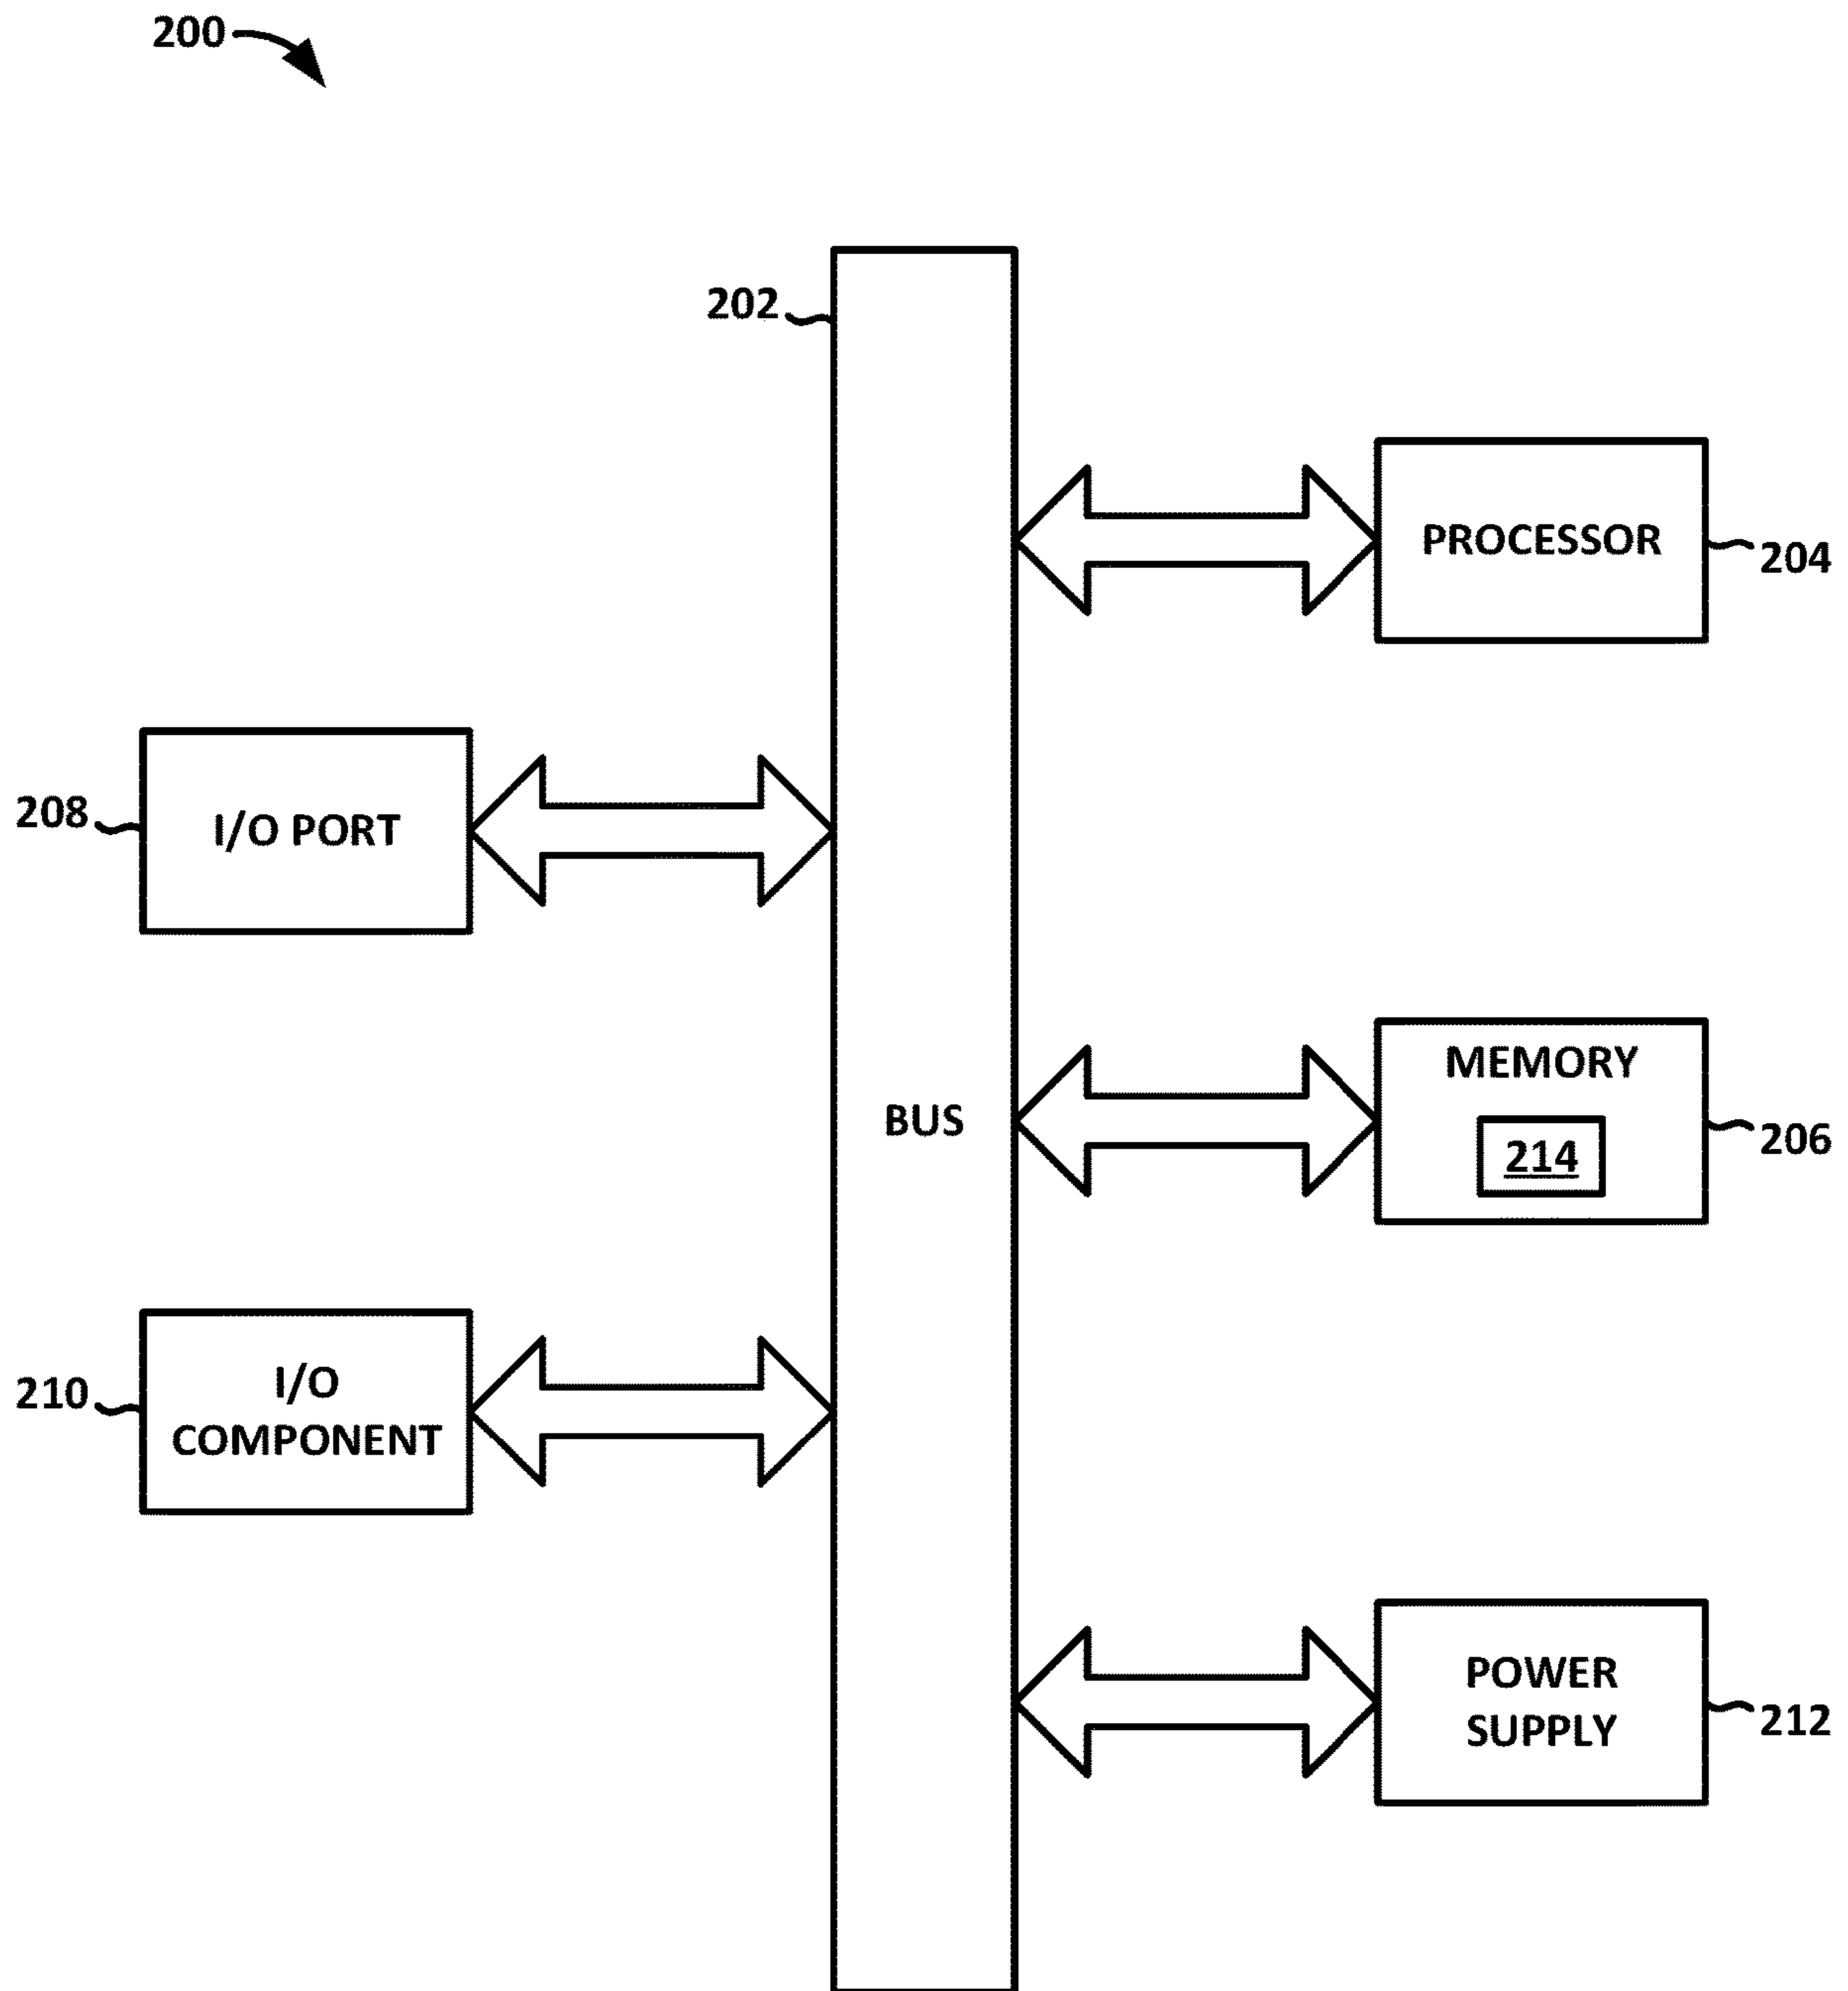 200
202
PROCESSOR
204
208
I/O PORT
MEMORY
BUS
214
206
I/O
210
COMPONENT
POWER
SUPPLY
212